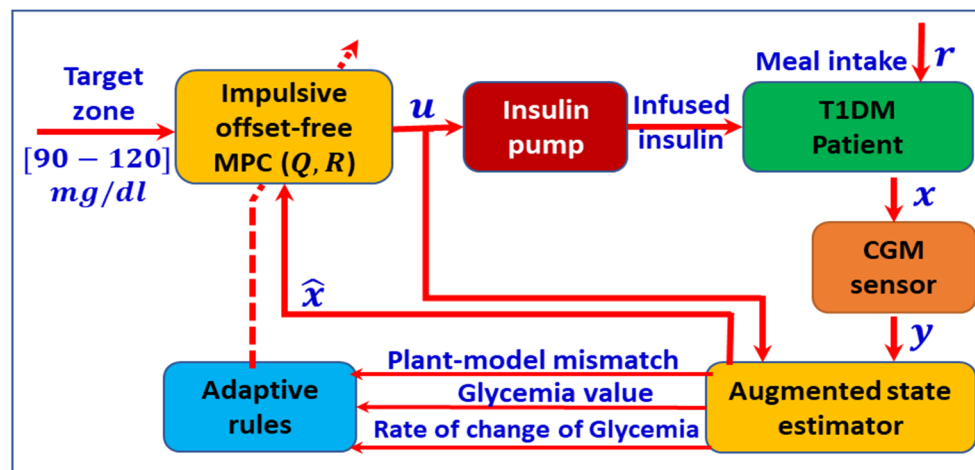 Target
zone
[90 − 120]
mg/dl
Impulsive
offset-free
MPC (Q, R)
u
Insulin
pump
Infused
insulin
Meal intake
r
T1DM
Patient
x
CGM
sensor
y
x̂
Adaptive
rules
Plant-model mismatch
Glycemia value
Rate of change of Glycemia
Augmented state
estimator